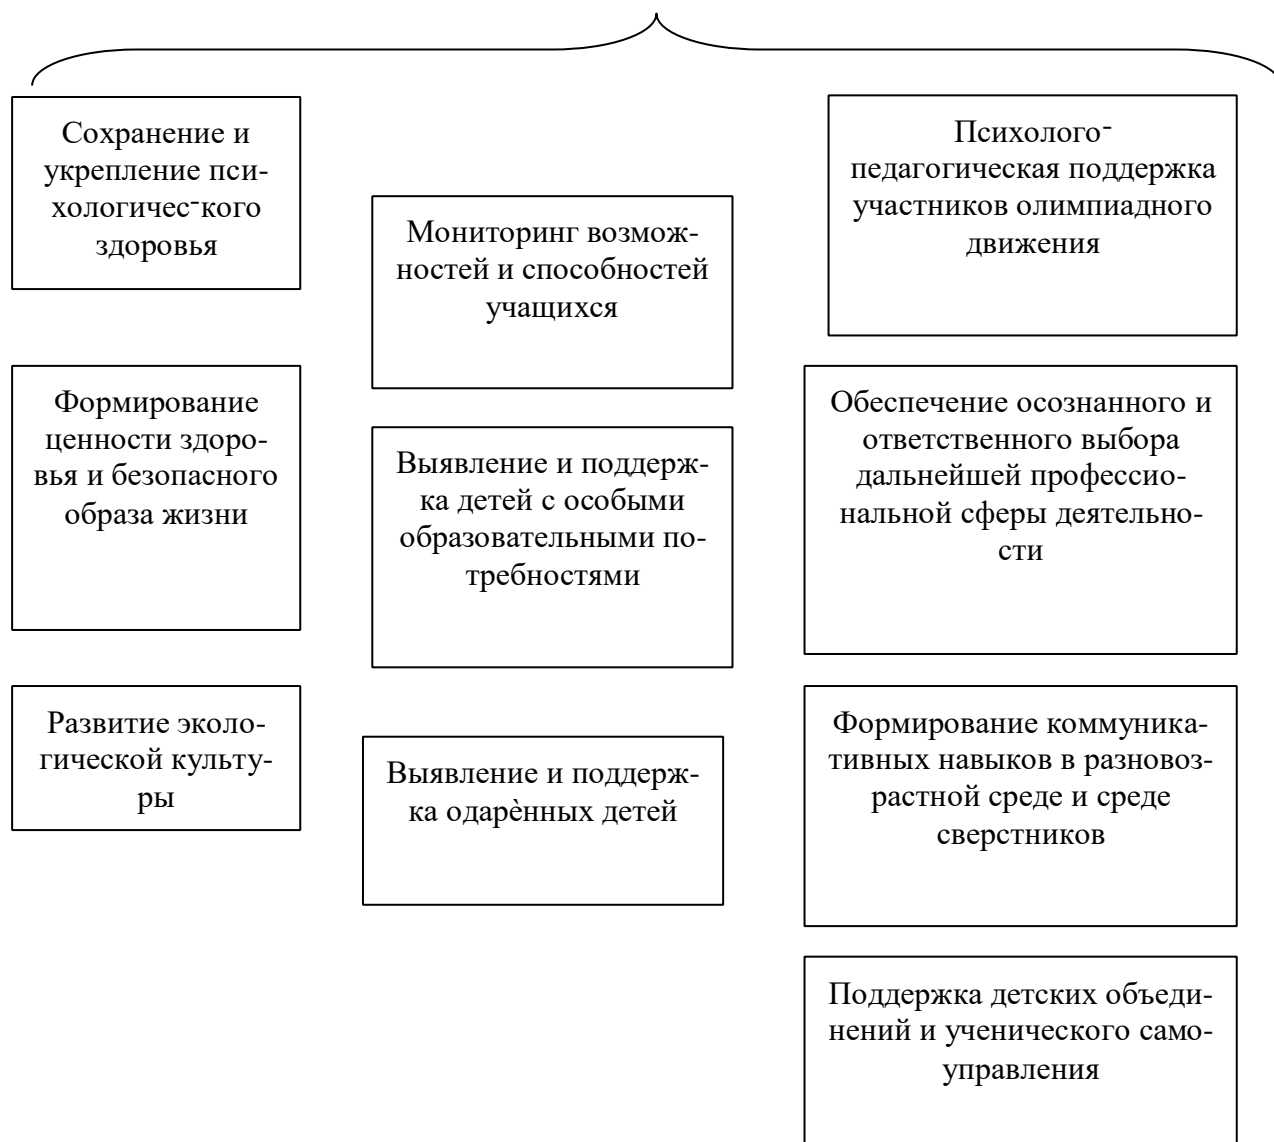 Сохранение и
укрепление пси-
хологичес-кого
здоровья
Формирование
ценности здоро-
вья и безопасного
образа жизни
Развитие эколо-
гической культу-
ры
Мониторинг возмож-
ностей и способностей
учащихся
Выявление и поддерж-
ка детей с особыми
образовательными по-
требностями
Выявление и поддерж-
ка одарѐнных детей
Психолого-
педагогическая поддержка
участников олимпиадного
движения
Обеспечение осознанного и
ответственного выбора
дальнейшей профессио-
нальной сферы деятельно-
сти
Формирование коммуника-
тивных навыков в разновоз-
растной среде и среде
сверстников
Поддержка детских объеди-
нений и ученического само-
управления